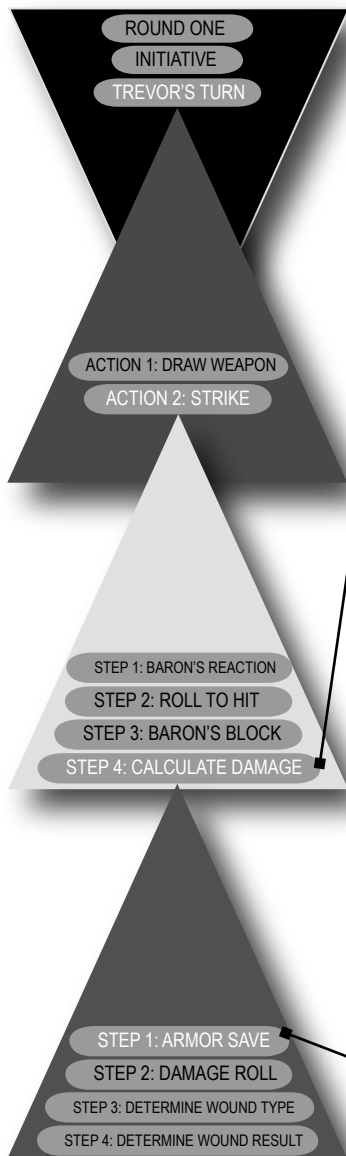 ROUND ONE
INITIATIVE
TREVOR'S TURN
ACTION 1: DRAW WEAPON
ACTION 2: STRIKE
STEP 1: BARON'S REACTION
STEP 2: ROLL TO HIT
STEP 3: BARON'S BLOCK
STEP 4: CALCULATE DAMAGE
STEP 1: ARMOR SAVE
STEP 2: DAMAGE ROLL
STEP 3: DETERMINE WOUND TYPE
STEP 4: DETERMINE WOUND RESULT